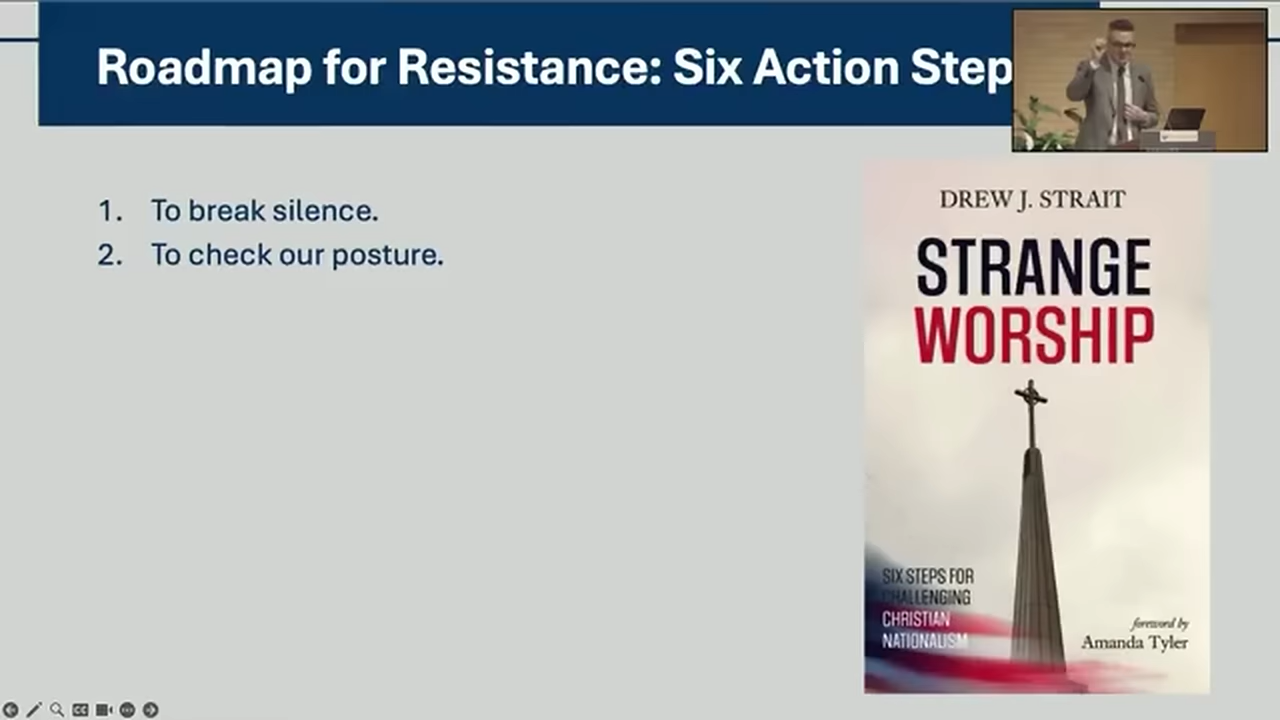 Roadmap for Resistance: Six Action Step
1. To break silence.
2. To check our posture.
DREW J. STRAIT
STRANGE
WORSHIP
SIX STEPS FOR
CHALLENGING
CHRISTIAN
NATIONALISM
foreword by
Amanda Tyler